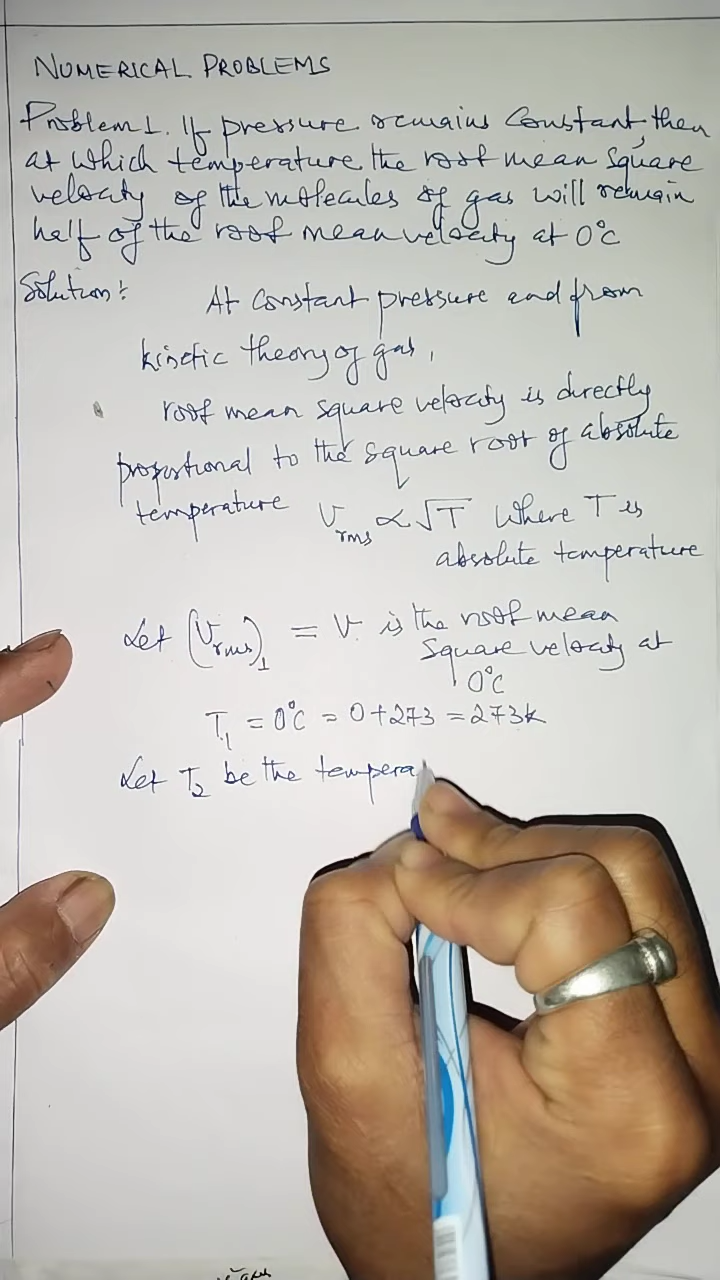 NUMERICAL PROBLEMS
Problem 1. If pressure remains constant, then
at which temperature the root mean square
velocity of the molecules of gas will remain
half of the root mean velocity at 0°C
Solution:
At constant pressure and from
kinetic theory of gas,
root mean square velocity is directly
proportional to the square root of absolute
temperature Vrms ∝ √T where T is
absolute temperature
Let (Vrms)1 = V. is the root mean
square velocity at
0°C
T1 = 0°C = 0+273 = 273K
Let T2 be the tempera